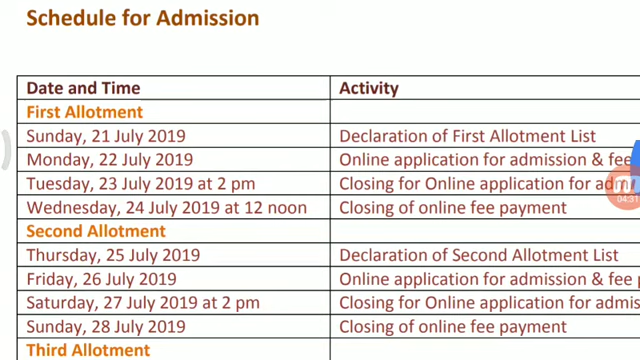 Schedule for Admission
Date and Time Activity
First Allotment
Sunday, 21 July 2019 Declaration of First Allotment List
Monday, 22 July 2019 Online application for admission & fee
Tuesday, 23 July 2019 at 2 pm Closing for Online application for adm
Wednesday, 24 July 2019 at 12 noon Closing of online fee payment
Second Allotment
Thursday, 25 July 2019 Declaration of Second Allotment List
Friday, 26 July 2019 Online application for admission & fee p
Saturday, 27 July 2019 at 2 pm Closing for Online application for admis
Sunday, 28 July 2019 Closing of online fee payment
Third Allotment
04:31